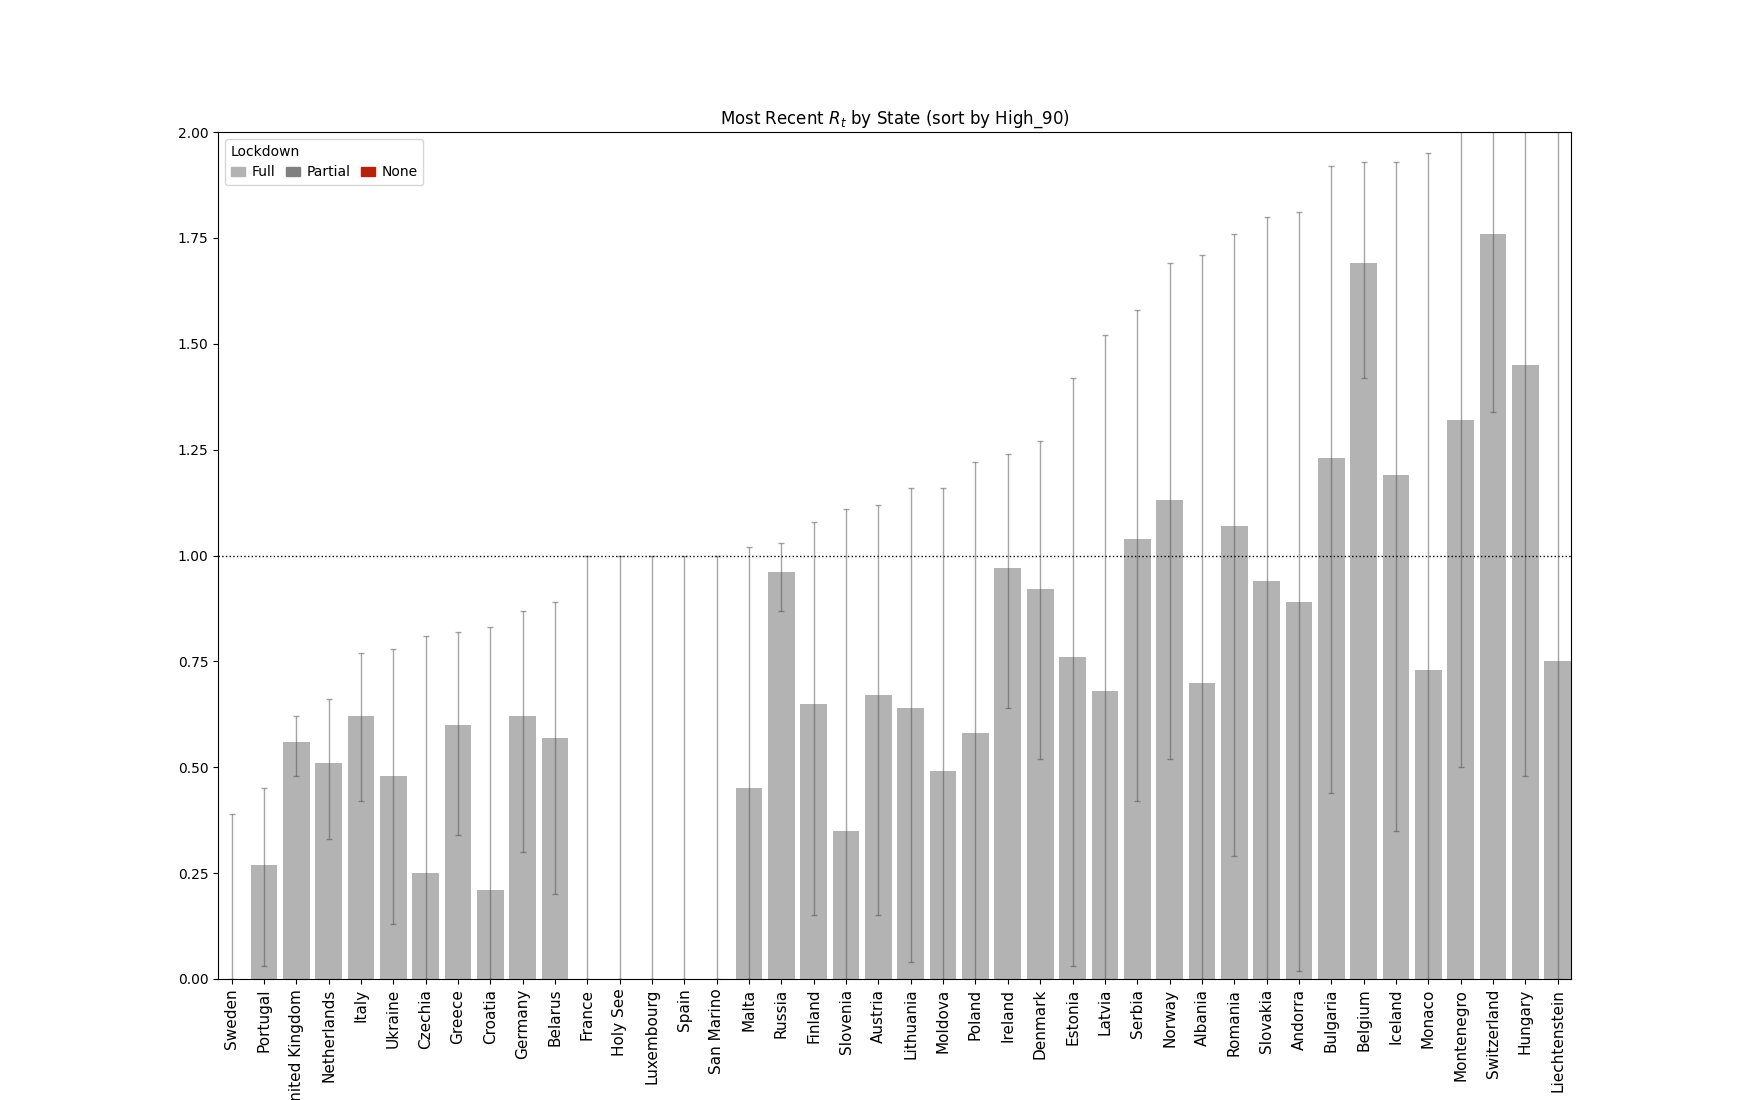 Most Recent R_t by State (sort by High_90)
Lockdown
Full Partial None
2.00
1.75
1.50
1.25
1.00
0.75
0.50
0.25
0.00
Sweden
Portugal
nited Kingdom
Netherlands
Italy
Ukraine
Czechia
Greece
Croatia
Germany
Belarus
France
Holy See
Luxembourg
Spain
San Marino
Malta
Russia
Finland
Slovenia
Austria
Lithuania
Moldova
Poland
Ireland
Denmark
Estonia
Latvia
Serbia
Norway
Albania
Romania
Slovakia
Andorra
Bulgaria
Belgium
Iceland
Monaco
Montenegro
Switzerland
Hungary
Liechtenstein